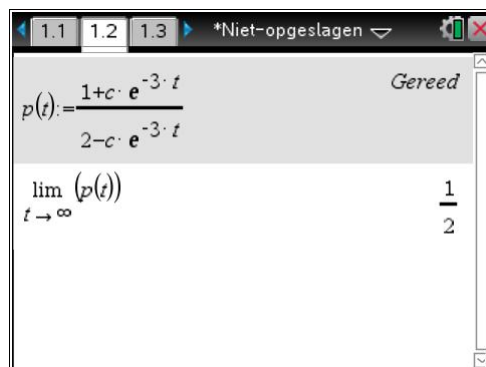 1.1 1.2 1.3 *Niet-opgeslagen
p(t):=(1+c·e^-3·t)/(2-c·e^-3·t) Gereed
lim t→∞ (p(t)) 1/2